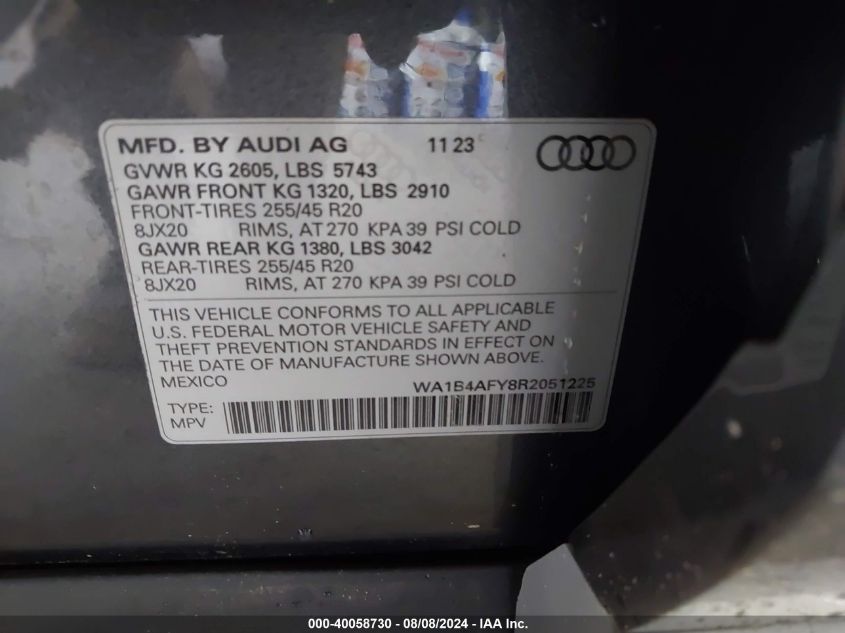 MFD. BY AUDI AG 11 23
GVWR KG 2605, LBS 5743
GAWR FRONT KG 1320, LBS 2910
FRONT-TIRES 255/45 R20
8JX20 RIMS, AT 270 KPA 39 PSI COLD
GAWR REAR KG 1380, LBS 3042
REAR-TIRES 255/45 R20
8JX20 RIMS, AT 270 KPA 39 PSI COLD
THIS VEHICLE CONFORMS TO ALL APPLICABLE
U.S. FEDERAL MOTOR VEHICLE SAFETY AND
THEFT PREVENTION STANDARDS IN EFFECT ON
THE DATE OF MANUFACTURE SHOWN ABOVE.
MEXICO WA1B4AFY8R2051225
TYPE:
MPV
000-40058730 - 08/08/2024 - IAA Inc.